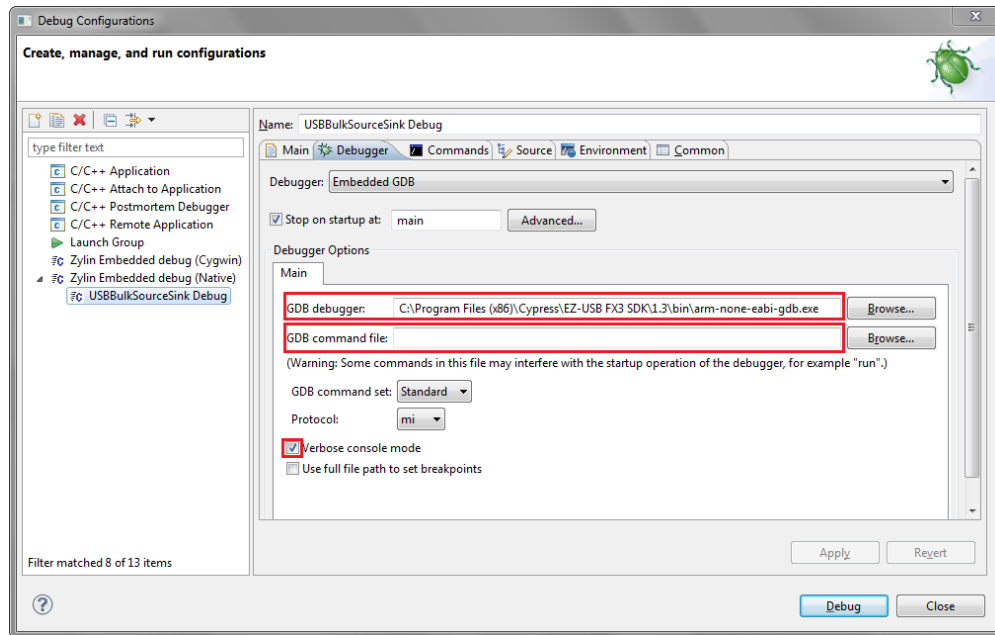 Debug Configurations
Create, manage, and run configurations
type filter text
C/C++ Application
C/C++ Attach to Application
C/C++ Postmortem Debugger
C/C++ Remote Application
Launch Group
Zylin Embedded debug (Cygwin)
Zylin Embedded debug (Native)
USBBulkSourceSink Debug
Filter matched 8 of 13 items
Name: USBBulkSourceSink Debug
Main Debugger Commands Source Environment Common
Debugger: Embedded GDB
Stop on startup at: main Advanced...
Debugger Options
Main
GDB debugger: C:\Program Files (x86)\Cypress\EZ-USB FX3 SDK\1.3\bin\arm-none-eabi-gdb.exe Browse...
GDB command file: Browse...
(Warning: Some commands in this file may interfere with the startup operation of the debugger, for example "run".)
GDB command set: Standard
Protocol: mi
Verbose console mode
Use full file path to set breakpoints
Apply Revert
Debug Close